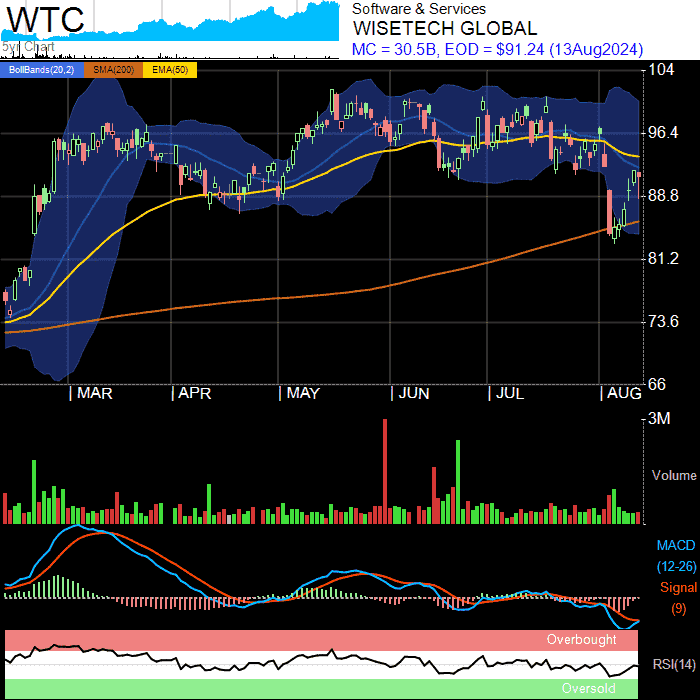 WTC
5yr Chart
Software & Services
WISETECH GLOBAL
MC = 30.5B, EOD = $91.24 (13Aug2024)
BollBands(20,2) SMA(200) EMA(50)
104
96.4
88.8
81.2
73.6
66
MAR APR MAY JUN JUL AUG
3M
Volume
MACD
(12-26)
Signal
(9)
Overbought
RSI(14)
Oversold